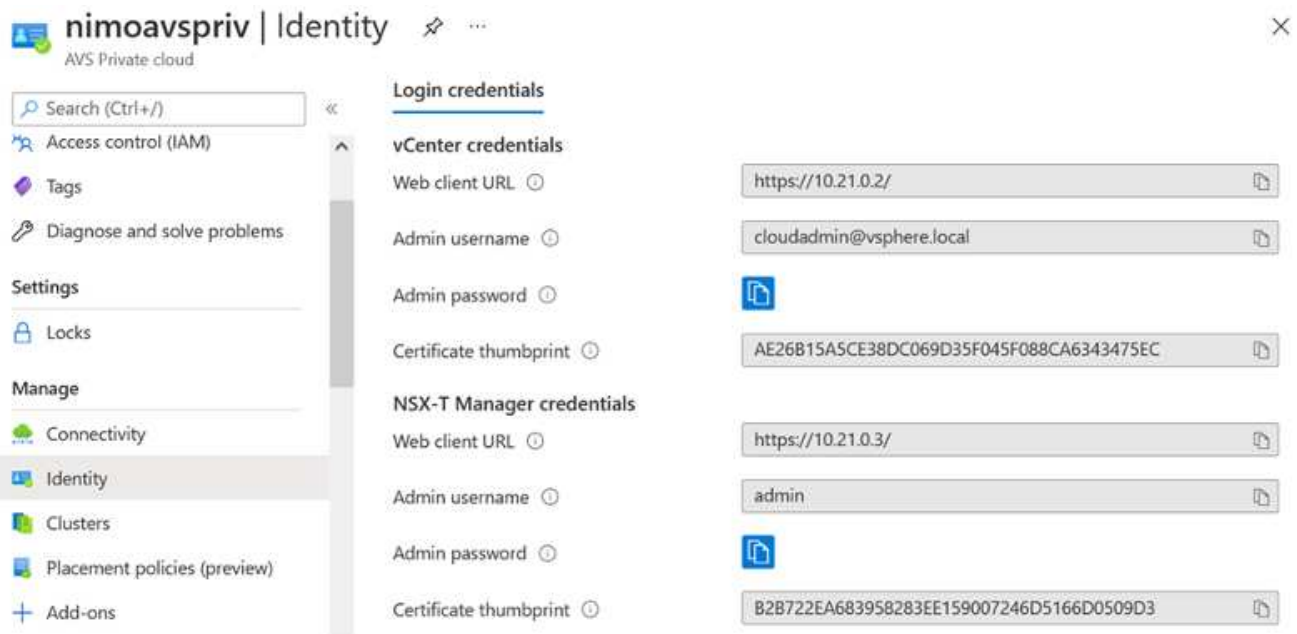 nimoavspriv | Identity
AVS Private cloud
Search (Ctrl+/)
Access control (IAM)
Tags
Diagnose and solve problems
Settings
Locks
Manage
Connectivity
Identity
Clusters
Placement policies (preview)
Add-ons
Login credentials
vCenter credentials
Web client URL https://10.21.0.2/
Admin username cloudadmin@vsphere.local
Admin password
Certificate thumbprint AE26B15A5CE38DC069D35F045F088CA6343475EC
NSX-T Manager credentials
Web client URL https://10.21.0.3/
Admin username admin
Admin password
Certificate thumbprint B2B722EA683958283EE159007246D5166D0509D3